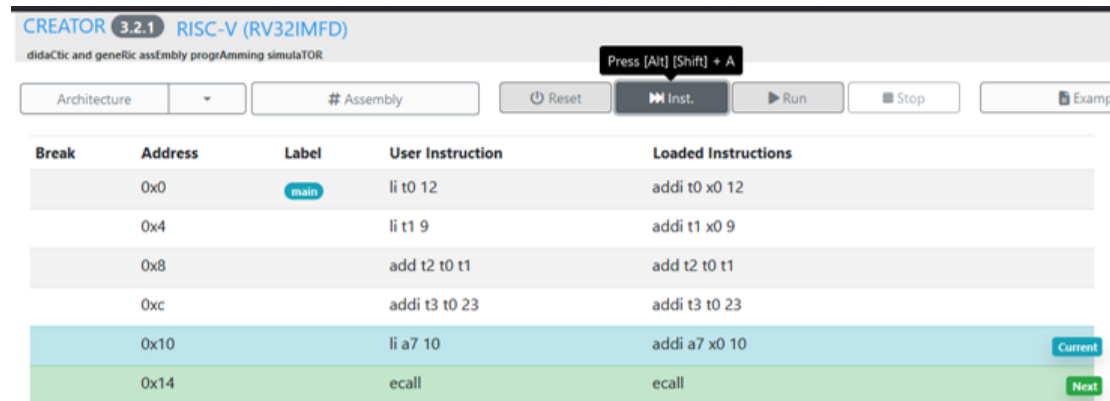 CREATOR 3.2.1 RISC-V (RV32IMFD)
didaCtic and geneRic assEmbly progrAmming simulaTOR
Press [Alt] [Shift] + A
Architecture # Assembly Reset Inst. Run Stop Examp
Break Address Label User Instruction Loaded Instructions
0x0 main li t0 12 addi t0 x0 12
0x4 li t1 9 addi t1 x0 9
0x8 add t2 t0 t1 add t2 t0 t1
0xc addi t3 t0 23 addi t3 t0 23
0x10 li a7 10 addi a7 x0 10 Current
0x14 ecall ecall Next